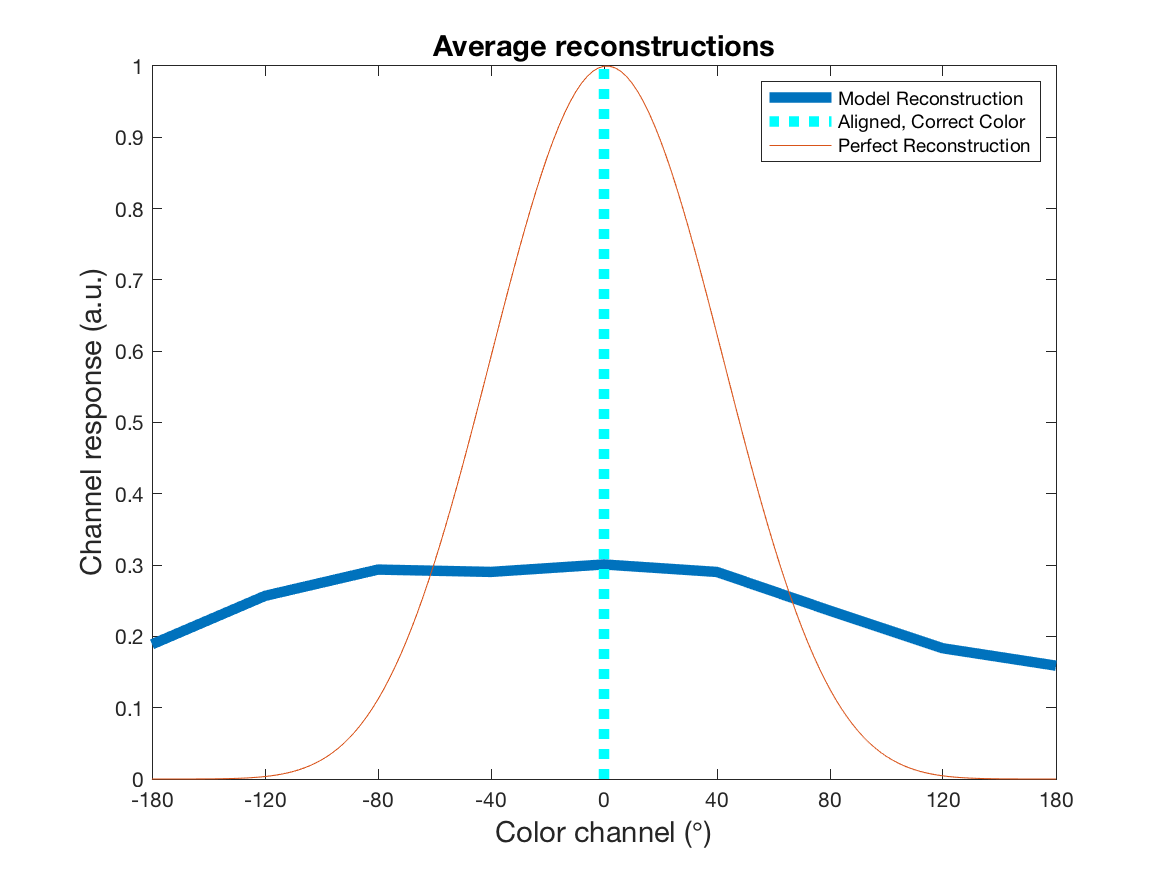 Average reconstructions
Model Reconstruction
Aligned, Correct Color
Perfect Reconstruction
Channel response (a.u.)
1
0.9
0.8
0.7
0.6
0.5
0.4
0.3
0.2
0.1
0
-180 -120 -80 -40 0 40 80 120 180
Color channel (°)